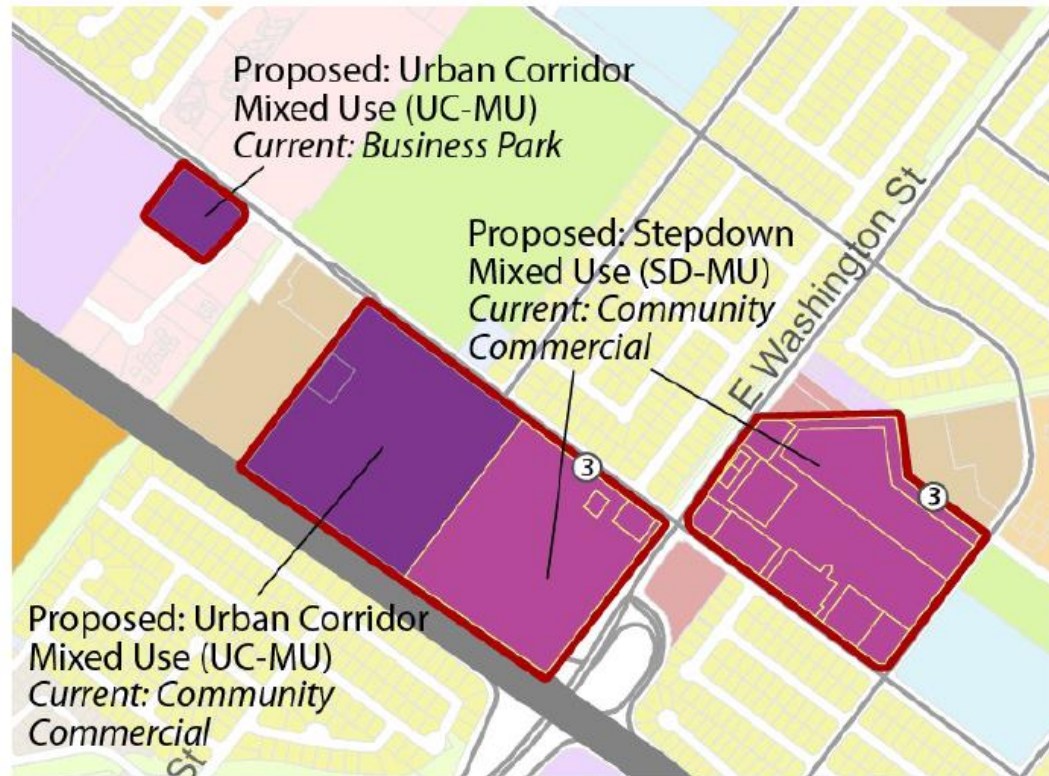 Proposed: Urban Corridor
Mixed Use (UC-MU)
Current: Business Park
Proposed: Stepdown
Mixed Use (SD-MU)
Current: Community
Commercial
E Washington St
3
3
Proposed: Urban Corridor
Mixed Use (UC-MU)
Current: Community
Commercial
St